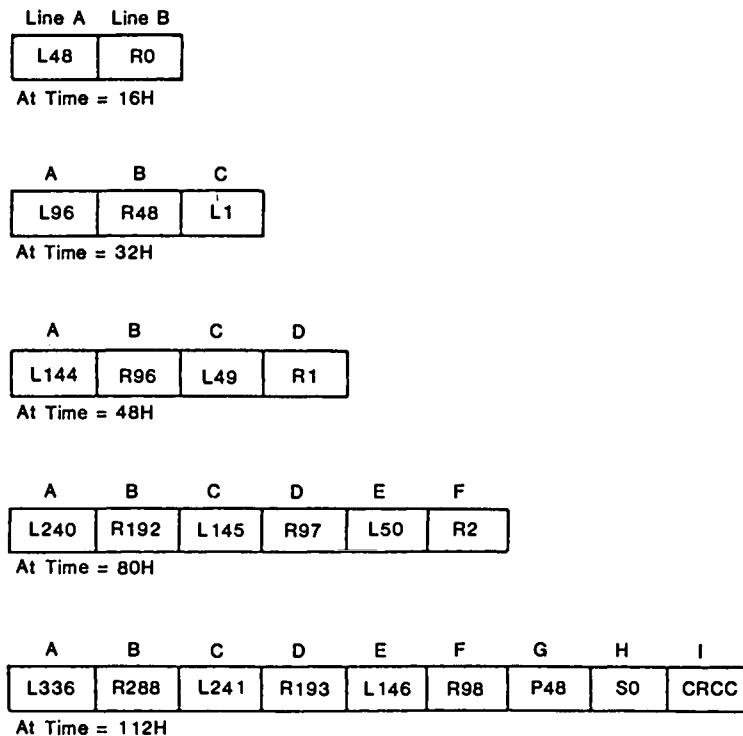 Line A Line B
L48 R0
At Time = 16H
A B C
L96 R48 L1
At Time = 32H
A B C D
L144 R96 L49 R1
At Time = 48H
A B C D E F
L240 R192 L145 R97 L50 R2
At Time = 80H
A B C D E F G H I
L336 R288 L241 R193 L146 R98 P48 S0 CRCC
At Time = 112H